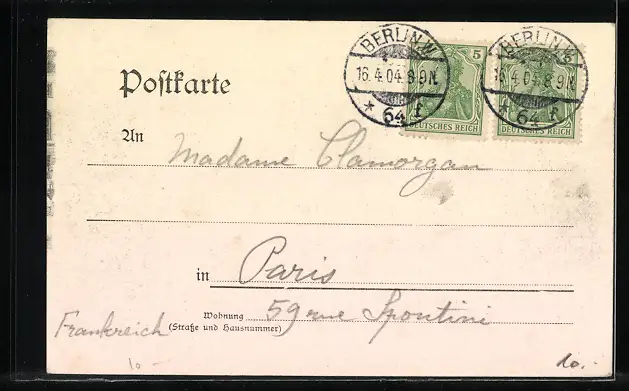 BERLIN.W.
16.4.04.8-9N.
* 64 f
BERLIN.W.
16.4.04.8-9N.
* 64 f
5
DEUTSCHES REICH
5
DEUTSCHES REICH
Postkarte
An Madame Clamorgan
in Paris
Wohnung 59 rue Spontini
(Straße und Hausnummer)
Frankreich
10 -